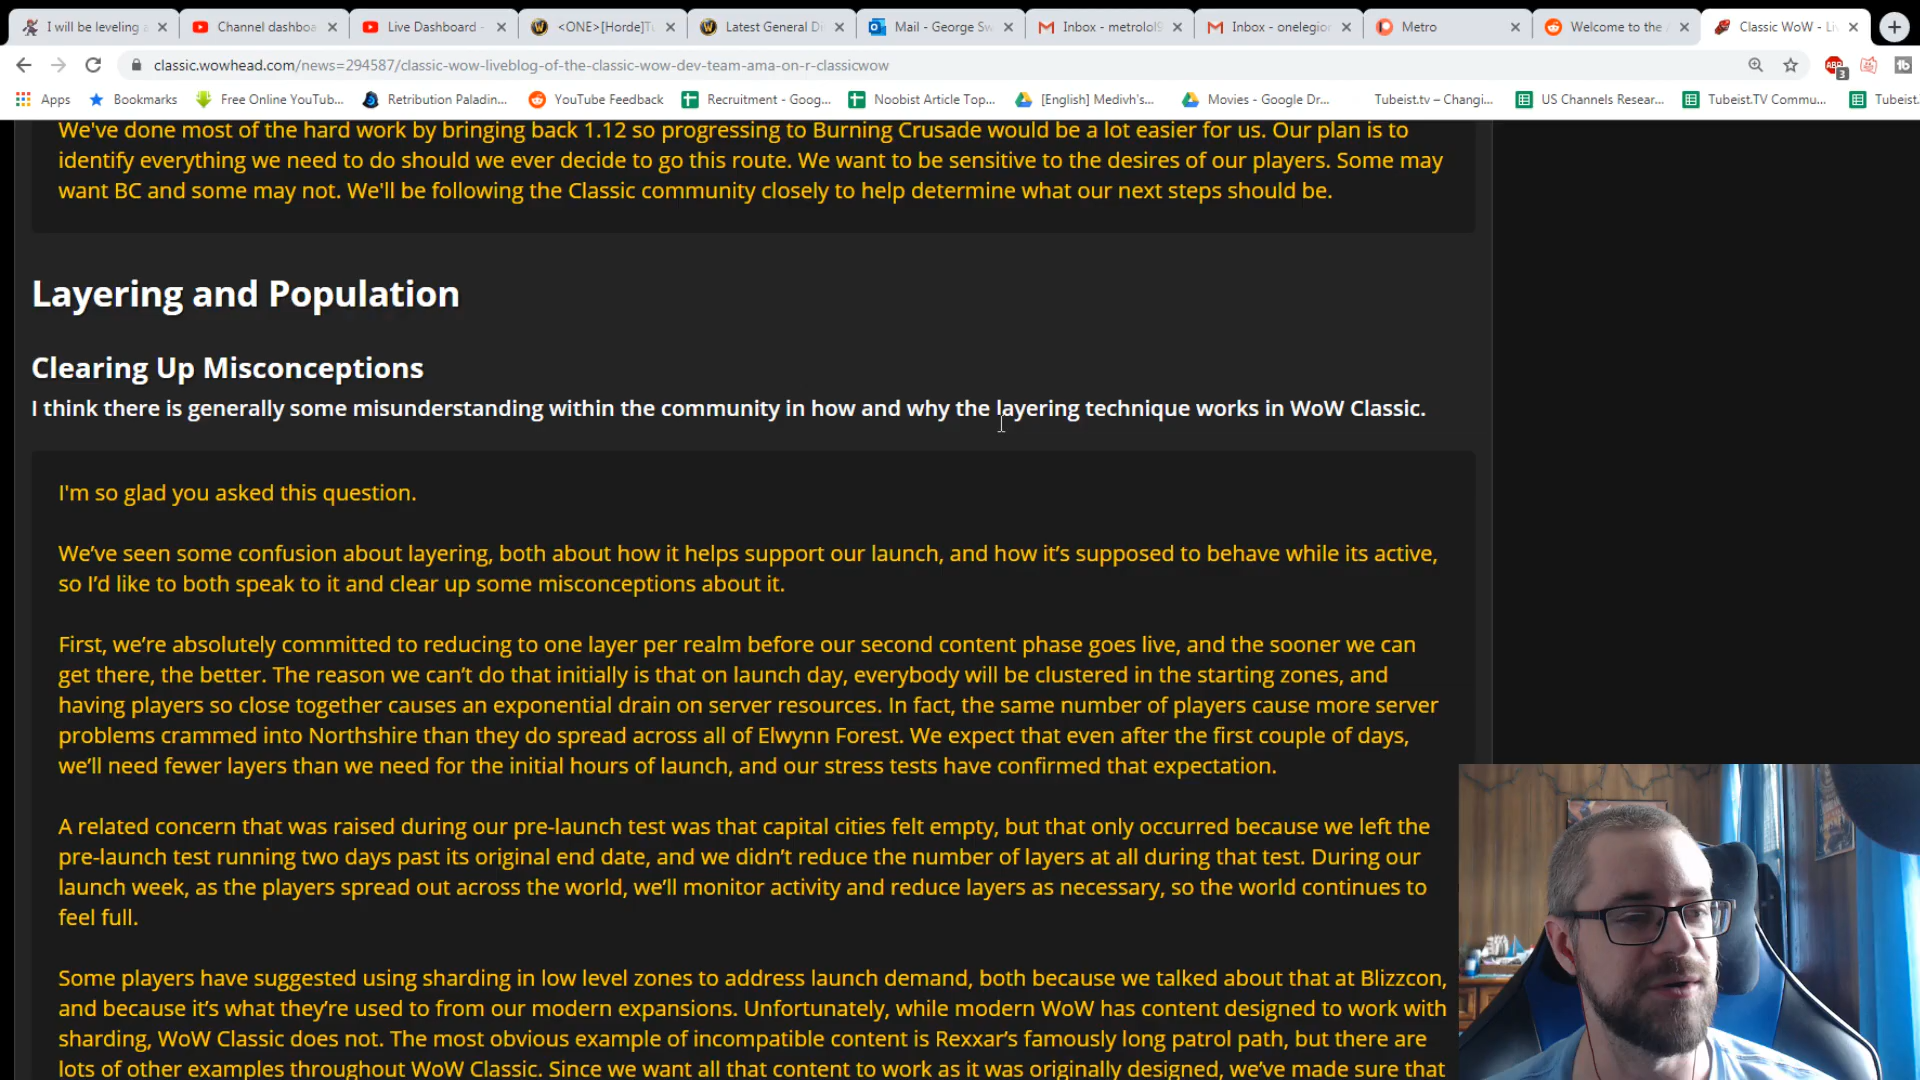 I will be leveling a
Channel dashboa
Live Dashboard -
<ONE>[Horde]Tu
Latest General Di
Mail - George Sw
Inbox - metrolol9
Inbox - onelegion
Metro
Welcome to the A
Classic WoW - Li
classic.wowhead.com/news=294587/classic-wow-liveblog-of-the-classic-wow-dev-team-ama-on-r-classicwow
ABP
3
Apps
Bookmarks
Free Online YouTub...
Retribution Paladin...
YouTube Feedback
Recruitment - Goog...
Noobist Article Top...
[English] Medivh's...
Movies - Google Dr...
Tubeist.tv – Changi...
US Channels Resear...
Tubeist.TV Commu...
Tubeist.
We've done most of the hard work by bringing back 1.12 so progressing to Burning Crusade would be a lot easier for us. Our plan is to
identify everything we need to do should we ever decide to go this route. We want to be sensitive to the desires of our players. Some may
want BC and some may not. We'll be following the Classic community closely to help determine what our next steps should be.
Layering and Population
Clearing Up Misconceptions
I think there is generally some misunderstanding within the community in how and why the layering technique works in WoW Classic.
I'm so glad you asked this question.
We've seen some confusion about layering, both about how it helps support our launch, and how it's supposed to behave while its active,
so I'd like to both speak to it and clear up some misconceptions about it.
First, we're absolutely committed to reducing to one layer per realm before our second content phase goes live, and the sooner we can
get there, the better. The reason we can't do that initially is that on launch day, everybody will be clustered in the starting zones, and
having players so close together causes an exponential drain on server resources. In fact, the same number of players cause more server
problems crammed into Northshire than they do spread across all of Elwynn Forest. We expect that even after the first couple of days,
we'll need fewer layers than we need for the initial hours of launch, and our stress tests have confirmed that expectation.
A related concern that was raised during our pre-launch test was that capital cities felt empty, but that only occurred because we left the
pre-launch test running two days past its original end date, and we didn't reduce the number of layers at all during that test. During our
launch week, as the players spread out across the world, we'll monitor activity and reduce layers as necessary, so the world continues to
feel full.
Some players have suggested using sharding in low level zones to address launch demand, both because we talked about that at Blizzcon,
and because it's what they're used to from our modern expansions. Unfortunately, while modern WoW has content designed to work with
sharding, WoW Classic does not. The most obvious example of incompatible content is Rexxar's famously long patrol path, but there are
lots of other examples throughout WoW Classic. Since we want all that content to work as it was originally designed, we've made sure that